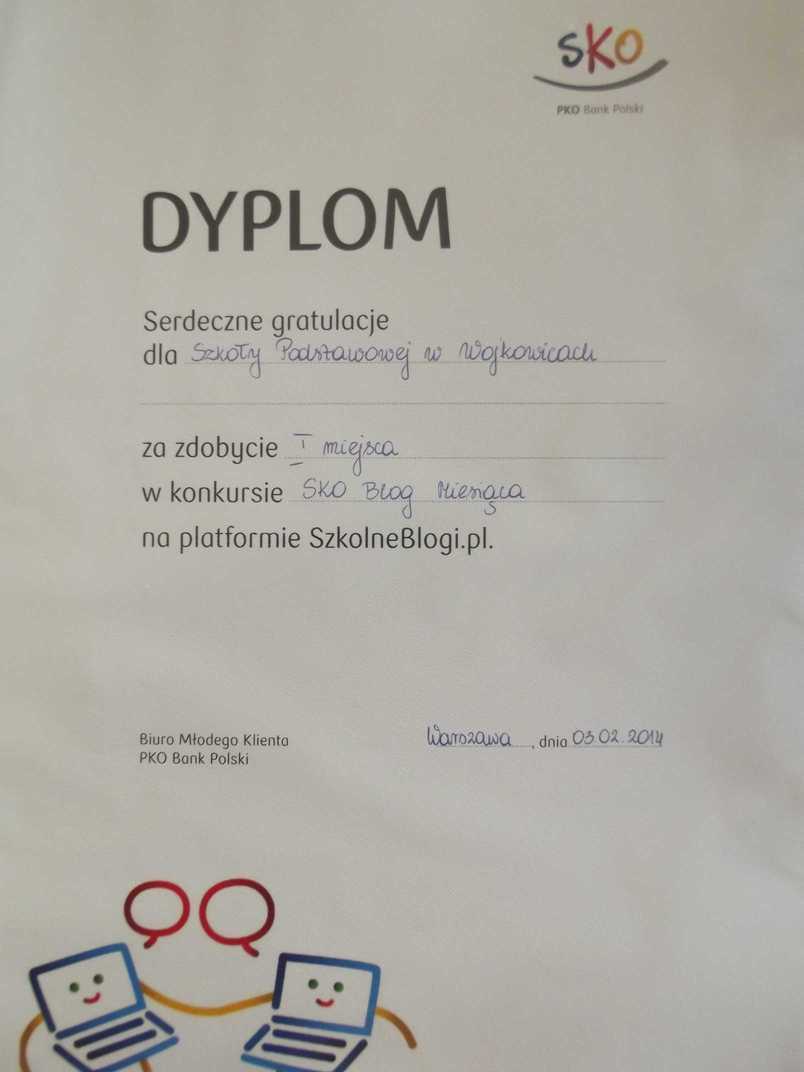 SKO
PKO Bank Polski
DYPLOM
Serdeczne gratulacje
dla Szkoły Podstawowej w Wojkowicach
za zdobycie I miejsca
w konkursie SKO Blog Miesiąca
na platformie SzkolneBlogi.pl.
Biuro Młodego Klienta
PKO Bank Polski
Warszawa, dnia 03.02.2014